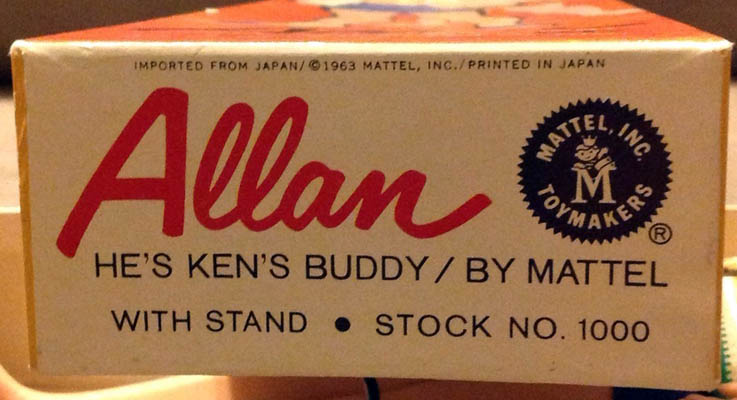 IMPORTED FROM JAPAN/ ©1963 MATTEL, INC./PRINTED IN JAPAN
Allan
MATTEL, INC.
M
TOYMAKERS
®
HE'S KEN'S BUDDY / BY MATTEL
WITH STAND • STOCK NO. 1000